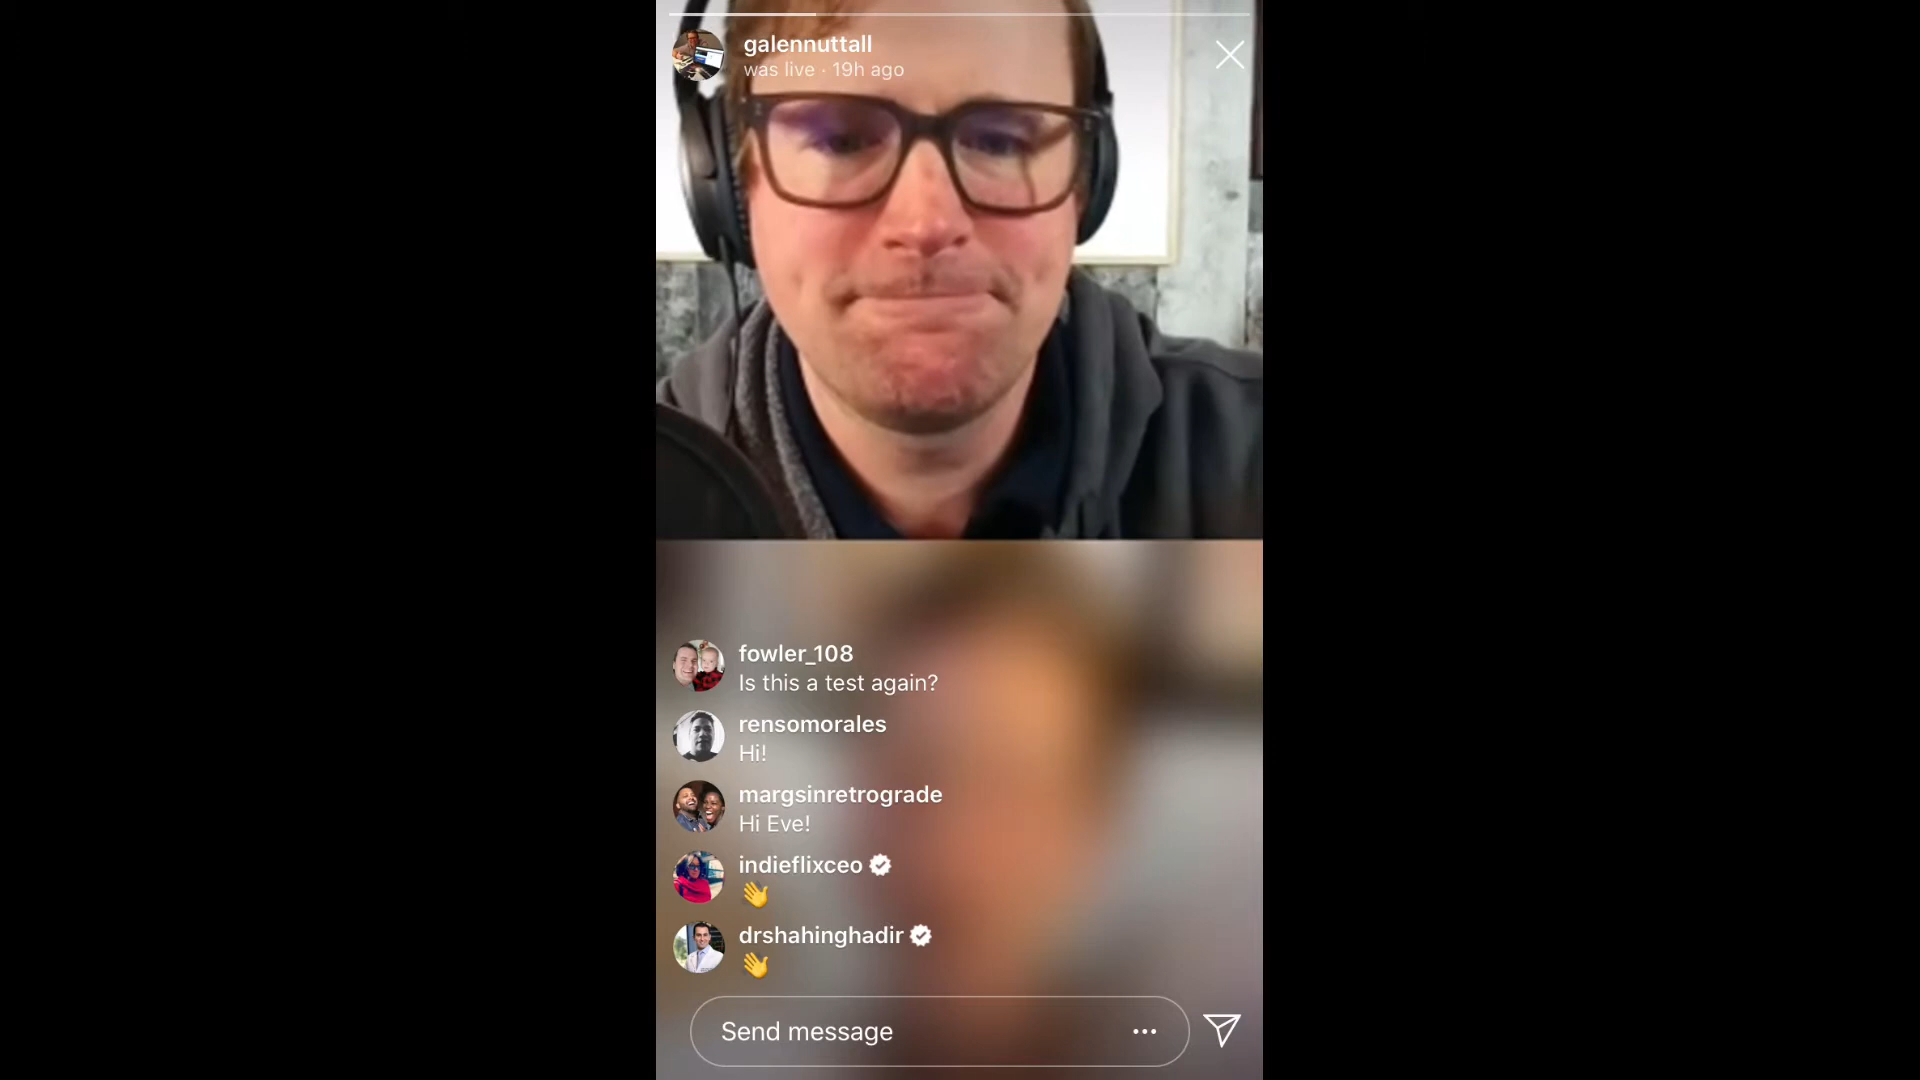 galennuttall
was live · 19h ago
fowler_108
Is this a test again?
rensomorales
Hi!
margsinretrograde
Hi Eve!
indieflixceo
👋
drshahinghadir
👋
Send message